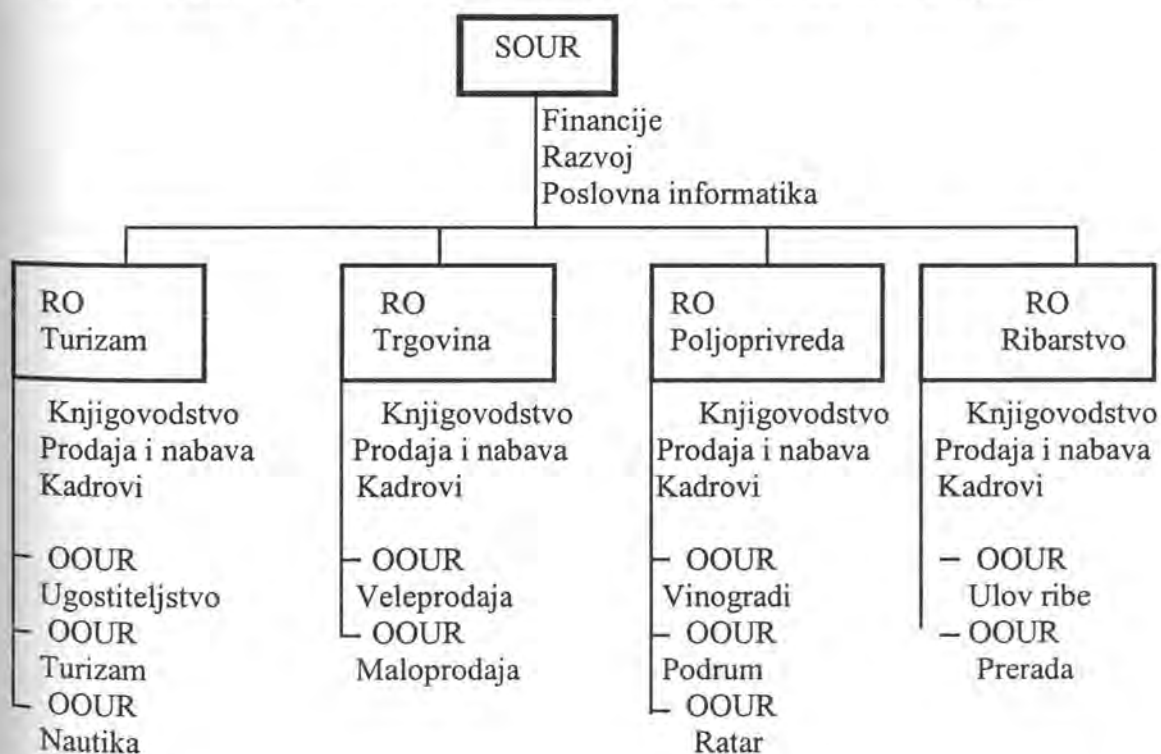 SOUR
Financije
Razvoj
Poslovna informatika
RO
Turizam
Knjigovodstvo
Prodaja i nabava
Kadrovi
– OOUR
Ugostiteljstvo
– OOUR
Turizam
– OOUR
Nautika
RO
Trgovina
Knjigovodstvo
Prodaja i nabava
Kadrovi
– OOUR
Veleprodaja
– OOUR
Maloprodaja
RO
Poljoprivreda
Knjigovodstvo
Prodaja i nabava
Kadrovi
– OOUR
Vinogradi
– OOUR
Podrum
– OOUR
Ratar
RO
Ribarstvo
Knjigovodstvo
Prodaja i nabava
Kadrovi
– OOUR
Ulov ribe
– OOUR
Prerada